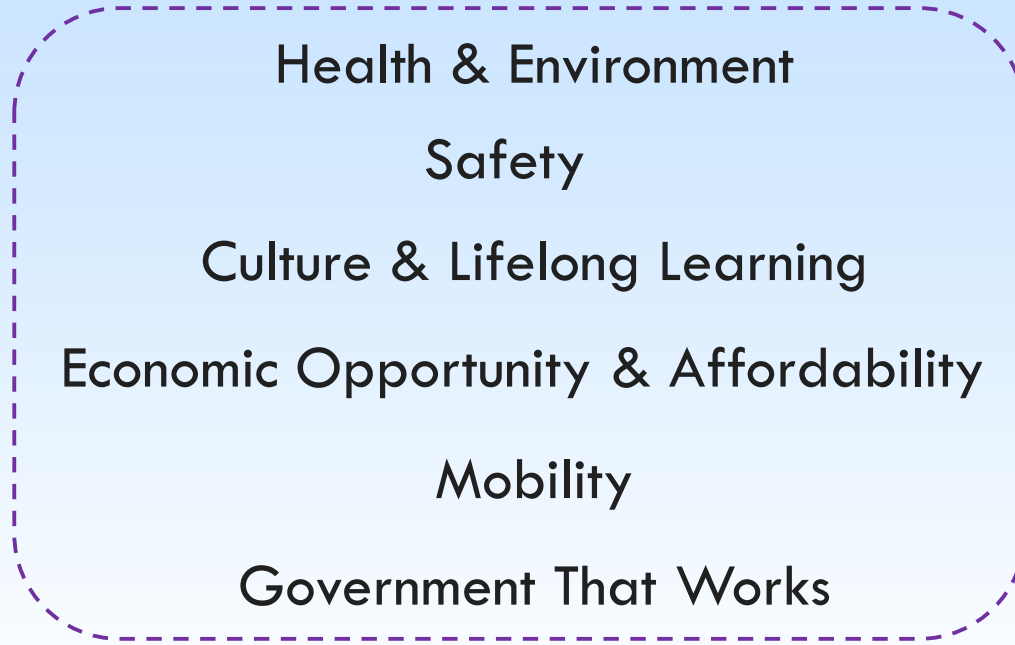 Health & Environment
Safety
Culture & Lifelong Learning
Economic Opportunity & Affordability
Mobility
Government That Works